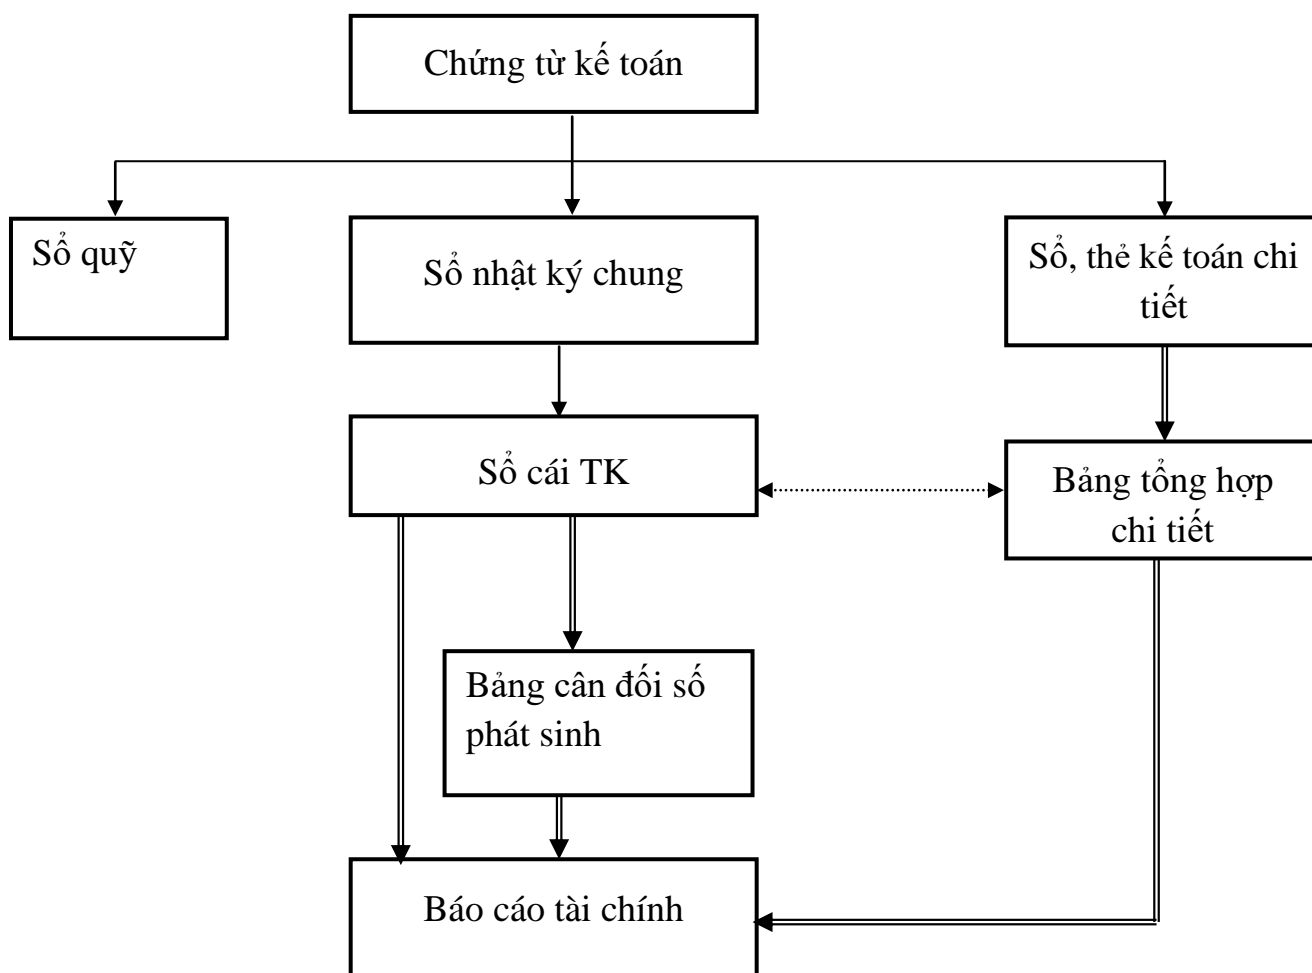 Chứng từ kế toán
Sổ quỹ
Sổ nhật ký chung
Sổ, thẻ kế toán chi
tiết
Sổ cái TK
Bảng tổng hợp
chi tiết
Bảng cân đối số
phát sinh
Báo cáo tài chính